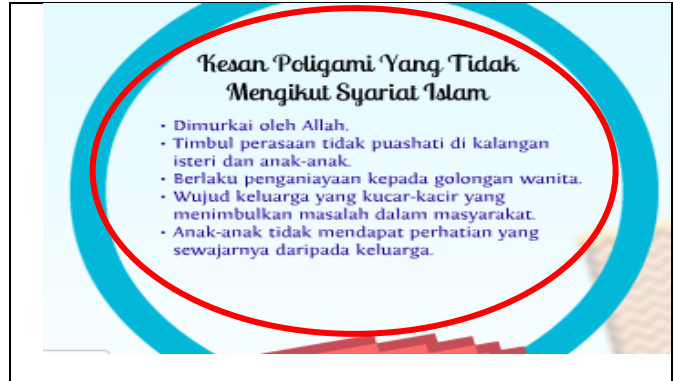 Kesan Poligami Yang Tidak
Mengikut Syariat Islam
• Dimurkai oleh Allah.
• Timbul perasaan tidak puashati di kalangan
isteri dan anak-anak.
• Berlaku penganiayaan kepada golongan wanita.
• Wujud keluarga yang kucar-kacir yang
menimbulkan masalah dalam masyarakat.
• Anak-anak tidak mendapat perhatian yang
sewajarnya daripada keluarga.